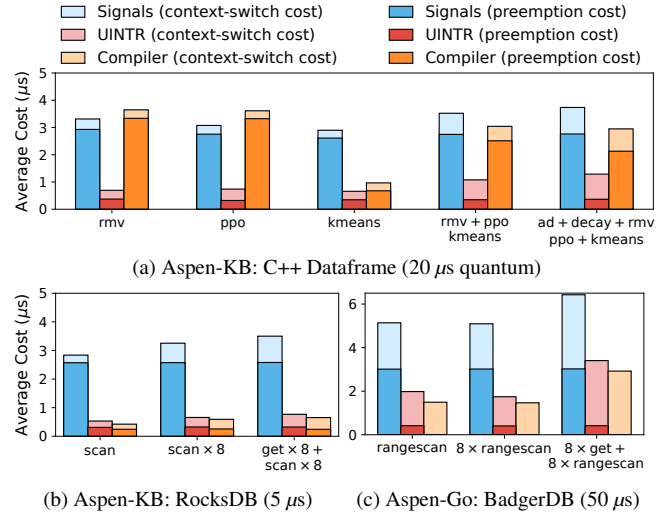 Signals (context-switch cost) Signals (preemption cost)
UINTR (context-switch cost) UINTR (preemption cost)
Compiler (context-switch cost) Compiler (preemption cost)
Average Cost (μs)
5
4
3
2
1
0
rmv ppo kmeans rmv + ppo ad + decay + rmv
kmeans ppo + kmeans
(a) Aspen-KB: C++ Dataframe (20 μs quantum)
Average Cost (μs)
5
4
3
2
1
0
scan scan × 8 get × 8 +
scan × 8
6
4
2
0
rangescan 8 × rangescan 8 × get +
8 × rangescan
(b) Aspen-KB: RocksDB (5 μs) (c) Aspen-Go: BadgerDB (50 μs)